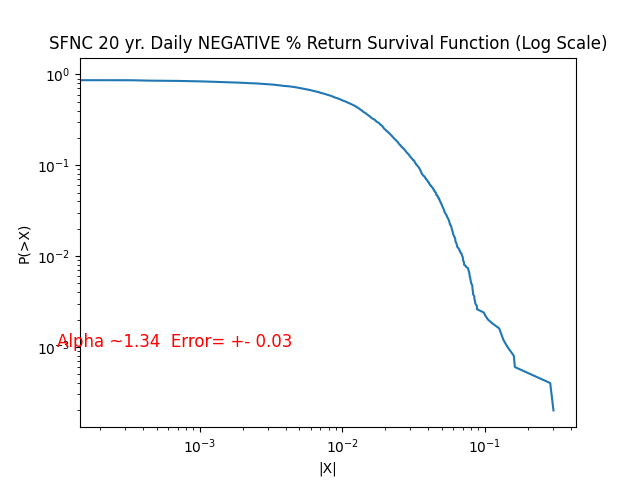 SFNC 20 yr. Daily NEGATIVE % Return Survival Function (Log Scale)
10⁰
10⁻¹
10⁻²
10⁻³
P(>X)
Alpha ~1.34  Error= +- 0.03
10⁻³
10⁻²
10⁻¹
|X|